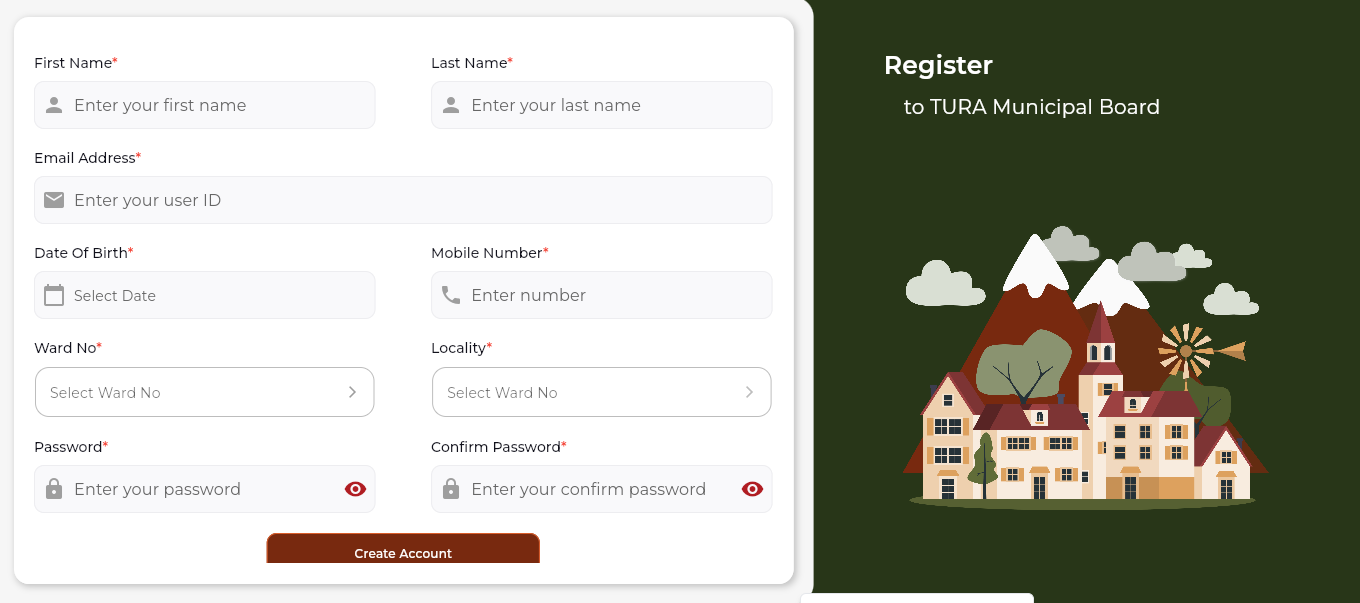 First Name* Last Name*
Enter your first name Enter your last name
Email Address*
Enter your user ID
Date Of Birth* Mobile Number*
Select Date Enter number
Ward No* Locality*
Select Ward No Select Ward No
Password* Confirm Password*
Enter your password Enter your confirm password
Create Account
Register
to TURA Municipal Board